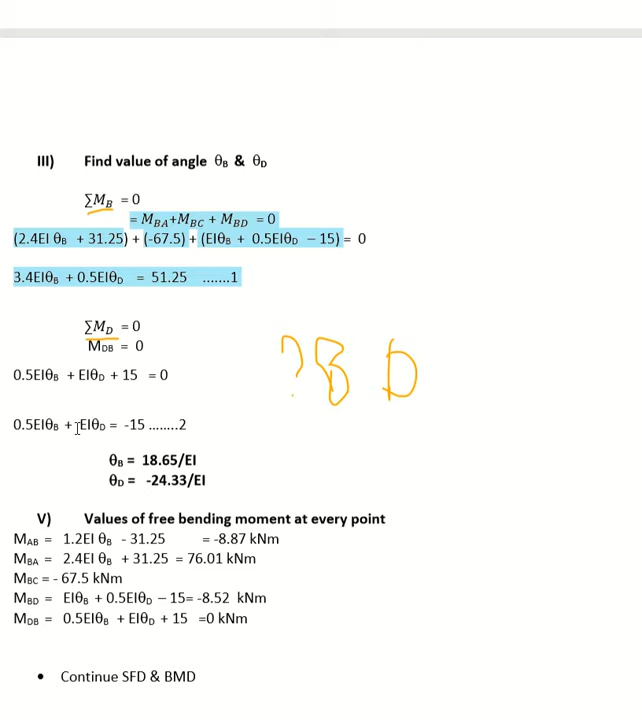 III) Find value of angle θB & θD
∑MB = 0
= MBA+MBC + MBD = 0
(2.4EI θB + 31.25) + (-67.5) + (EIθB + 0.5EIθD − 15) = 0
3.4EIθB + 0.5EIθD = 51.25 .......1
∑MD = 0
MDB = 0
? B D
0.5EIθB + EIθD + 15 = 0
0.5EIθB + EIθD = -15 ........2
θB = 18.65/EI
θD = -24.33/EI
V) Values of free bending moment at every point
MAB = 1.2EI θB - 31.25 = -8.87 kNm
MBA = 2.4EI θB + 31.25 = 76.01 kNm
MBC = - 67.5 kNm
MBD = EIθB + 0.5EIθD − 15= -8.52 kNm
MDB = 0.5EIθB + EIθD + 15 =0 kNm
• Continue SFD & BMD